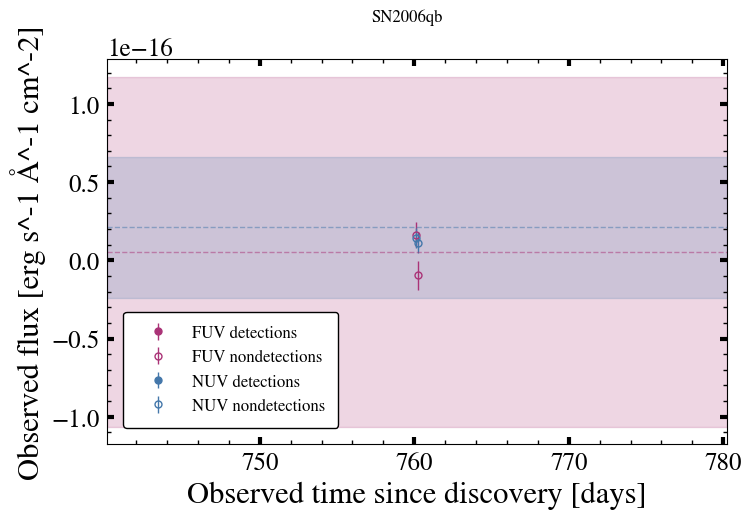 SN2006qb
1e−16
Observed flux [erg s^-1 Å^-1 cm^-2]
1.0
0.5
0.0
−0.5
−1.0
FUV detections
FUV nondetections
NUV detections
NUV nondetections
750 760 770 780
Observed time since discovery [days]